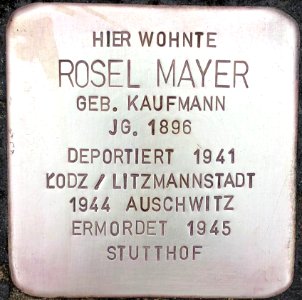 HIER WOHNTE
ROSEL MAYER
GEB. KAUFMANN
JG. 1896
DEPORTIERT 1941
ŁODZ / LITZMANNSTADT
1944 AUSCHWITZ
ERMORDET 1945
STUTTHOF